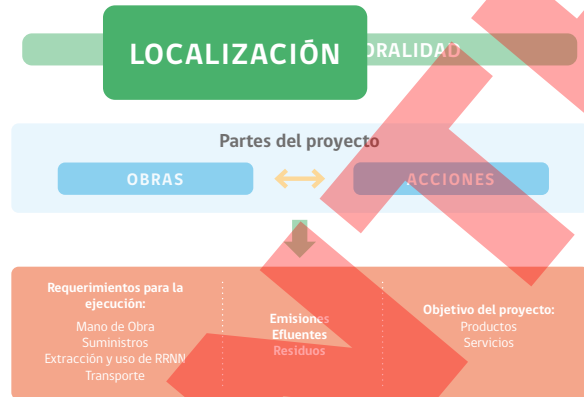 LOCALIZACIÓN
ORALIDAD
Partes del proyecto
OBRAS
ACCIONES
Requerimientos para la
ejecución:
Mano de Obra
Suministros
Extracción y uso de RRNN
Transporte
Emisiones
Efluentes
Residuos
Objetivo del proyecto:
Productos
Servicios